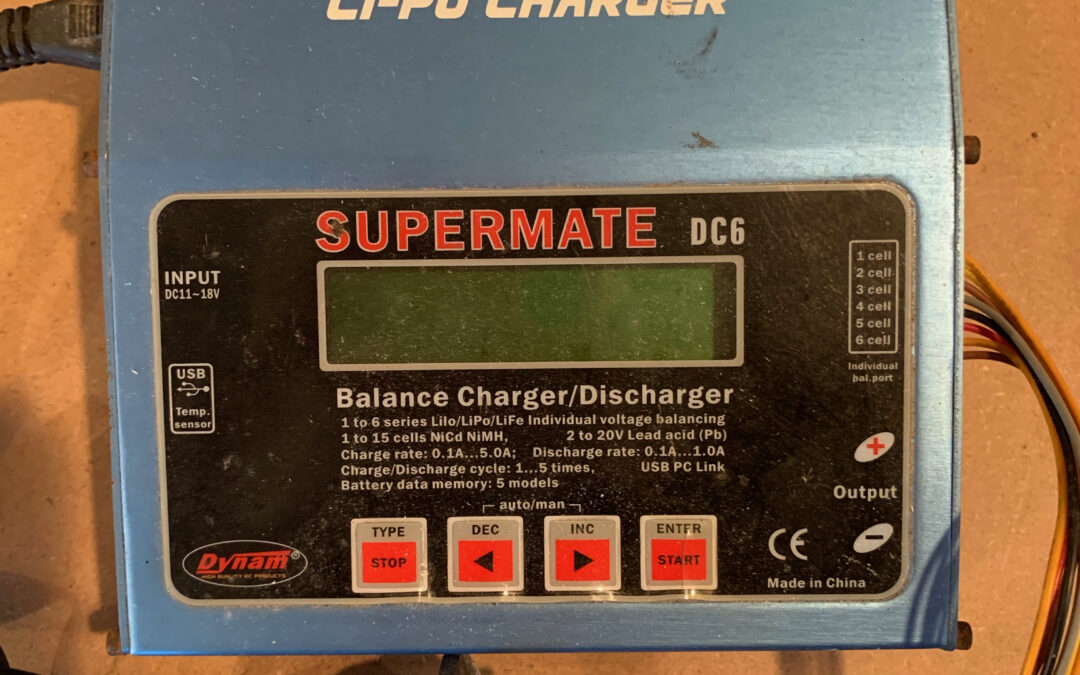 LI-PO CHARGER
SUPERMATE DC6
INPUT
DC11~18V
1 cell
2 cell
3 cell
4 cell
5 cell
6 cell
Individual
bal.port
USB
Temp.
sensor
Balance Charger/Discharger
1 to 6 series LiIo/LiPo/LiFe Individual voltage balancing
1 to 15 cells NiCd NiMH, 2 to 20V Lead acid (Pb)
Charge rate: 0.1A...5.0A; Discharge rate: 0.1A...1.0A
Charge/Discharge cycle: 1...5 times, USB PC Link
Battery data memory: 5 models
+
Output
−
auto/man
TYPE
STOP
DEC
◀
INC
▶
ENTER
START
Dynam®
HIGH QUALITY RC PRODUCTS
CE
Made in China